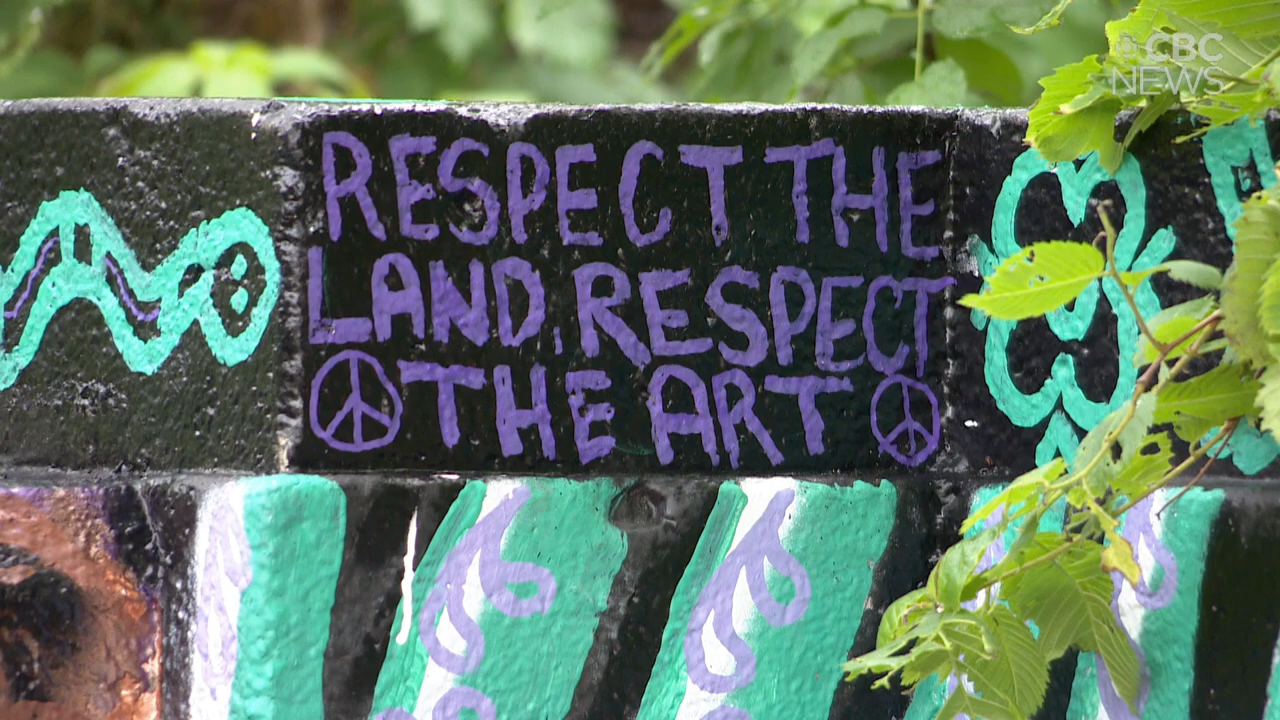 CBC
NEWS
RESPECT THE
LAND, RESPECT
THE ART